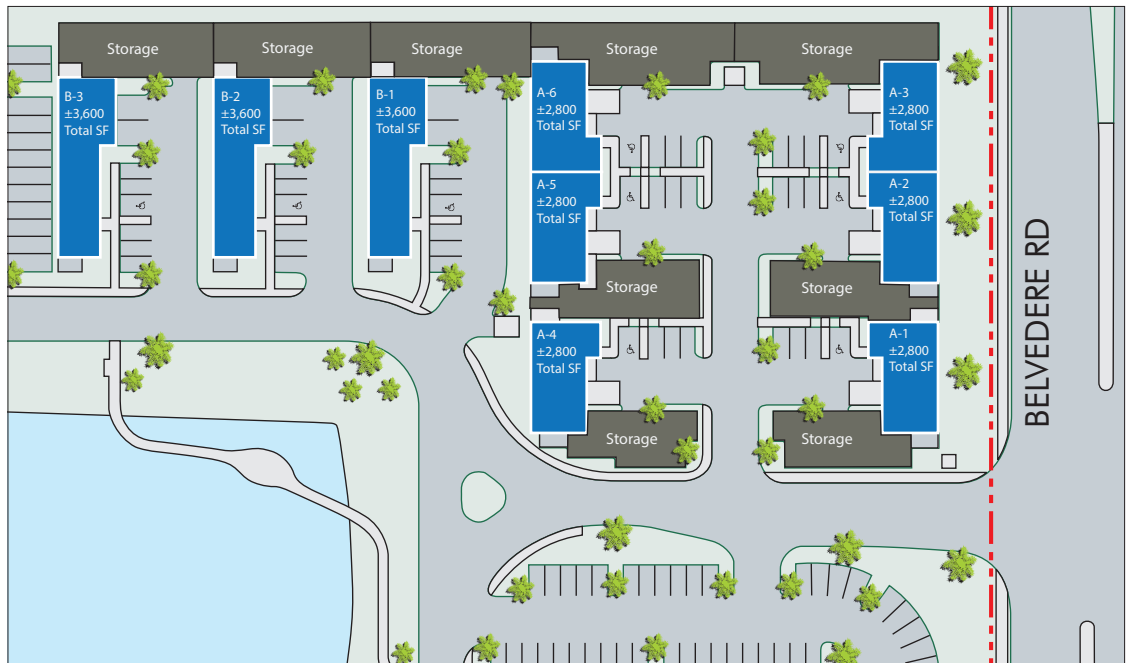 Storage
Storage
Storage
Storage
Storage
B-3
±3,600
Total SF
B-2
±3,600
Total SF
B-1
±3,600
Total SF
A-6
±2,800
Total SF
A-3
±2,800
Total SF
A-5
±2,800
Total SF
A-2
±2,800
Total SF
Storage
Storage
A-4
±2,800
Total SF
A-1
±2,800
Total SF
Storage
Storage
BELVEDERE RD